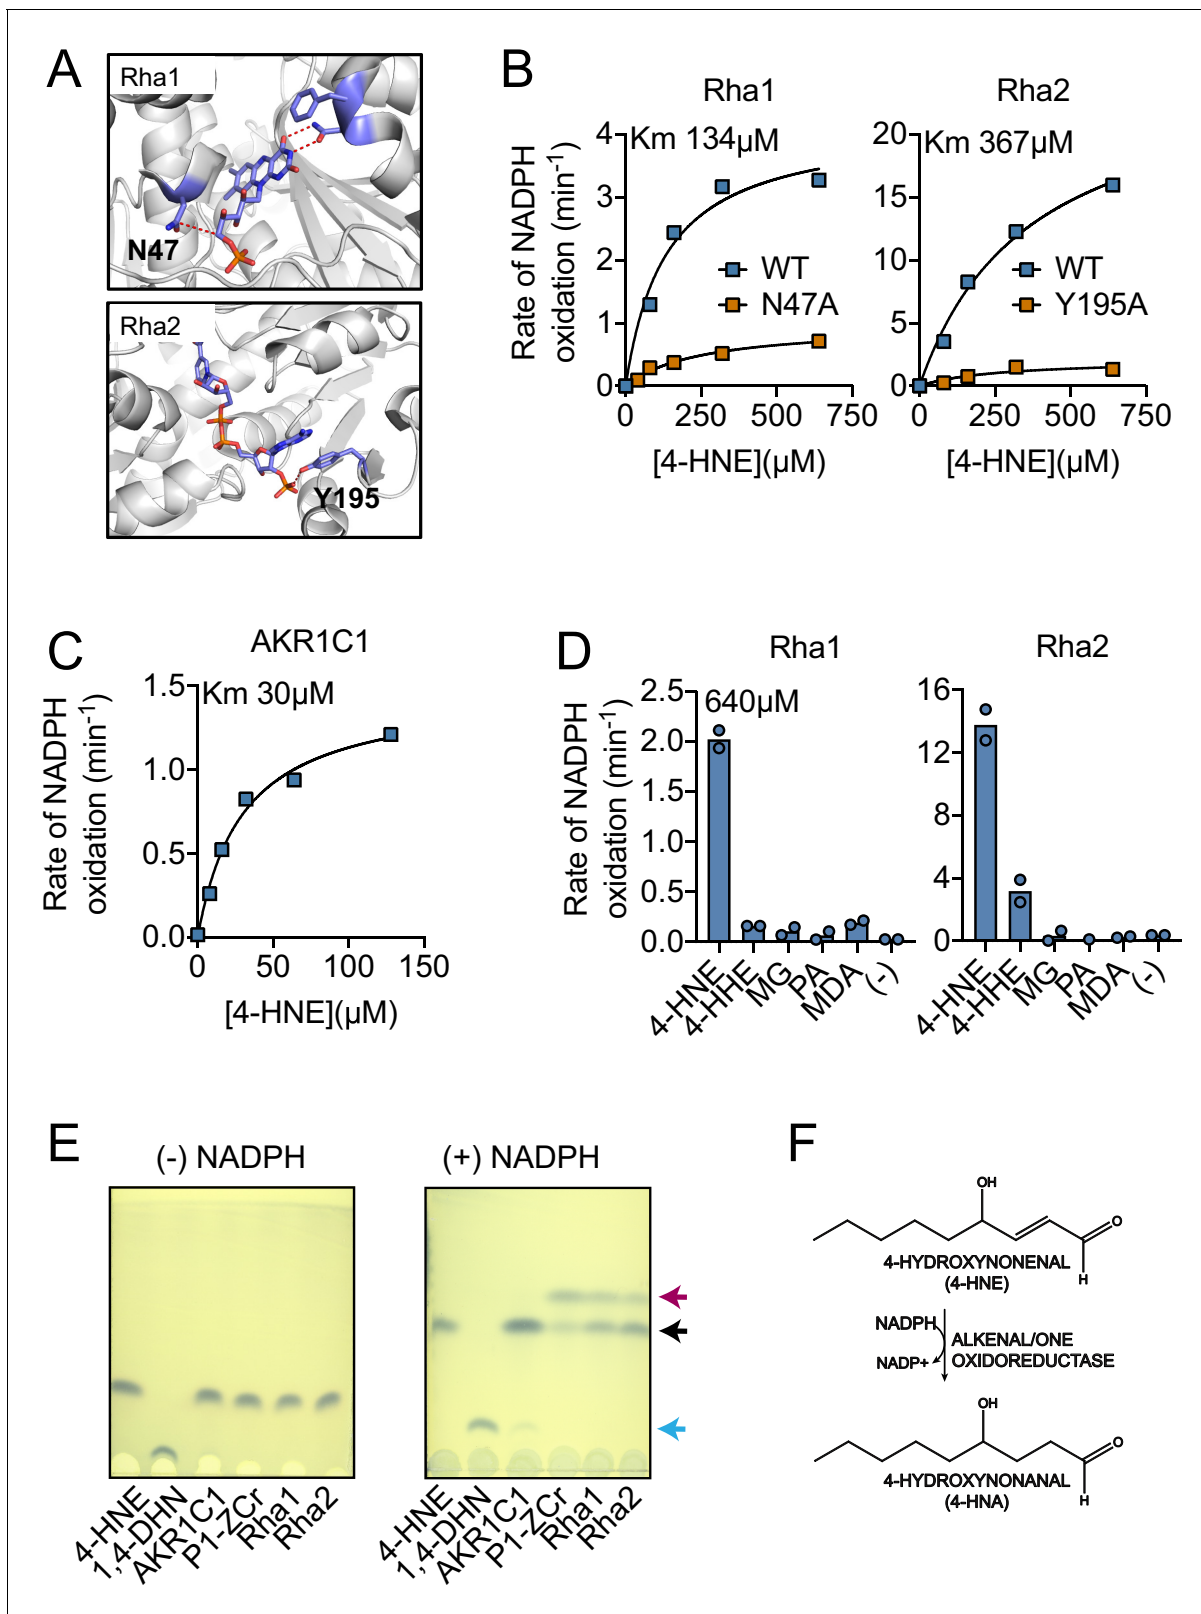 A
Rha1
N47
Rha2
Y195
B
Rha1
Rate of NADPH
oxidation (min-1)
4
3
2
1
0
Km 134µM
WT
N47A
0
250
500
750
[4-HNE](µM)
Rha2
20
15
10
5
0
Km 367µM
WT
Y195A
0
250
500
750
[4-HNE](µM)
C
AKR1C1
Rate of NADPH
oxidation (min-1)
1.5
1.0
0.5
0.0
Km 30µM
0
50
100
150
[4-HNE](µM)
D
Rha1
Rate of NADPH
oxidation (min-1)
2.5
2.0
1.5
1.0
0.5
0.0
640µM
4-HNE
4-HHE
MG
PA
MDA
(-)
Rha2
16
12
8
4
0
4-HNE
4-HHE
MG
PA
MDA
(-)
E
(-) NADPH
4-HNE
1,4-DHN
AKR1C1
P1-ZCr
Rha1
Rha2
(+) NADPH
4-HNE
1,4-DHN
AKR1C1
P1-ZCr
Rha1
Rha2
F
OH
O
H
4-HYDROXYNONENAL
(4-HNE)
NADPH
NADP+
ALKENAL/ONE
OXIDOREDUCTASE
OH
O
H
4-HYDROXYNONANAL
(4-HNA)